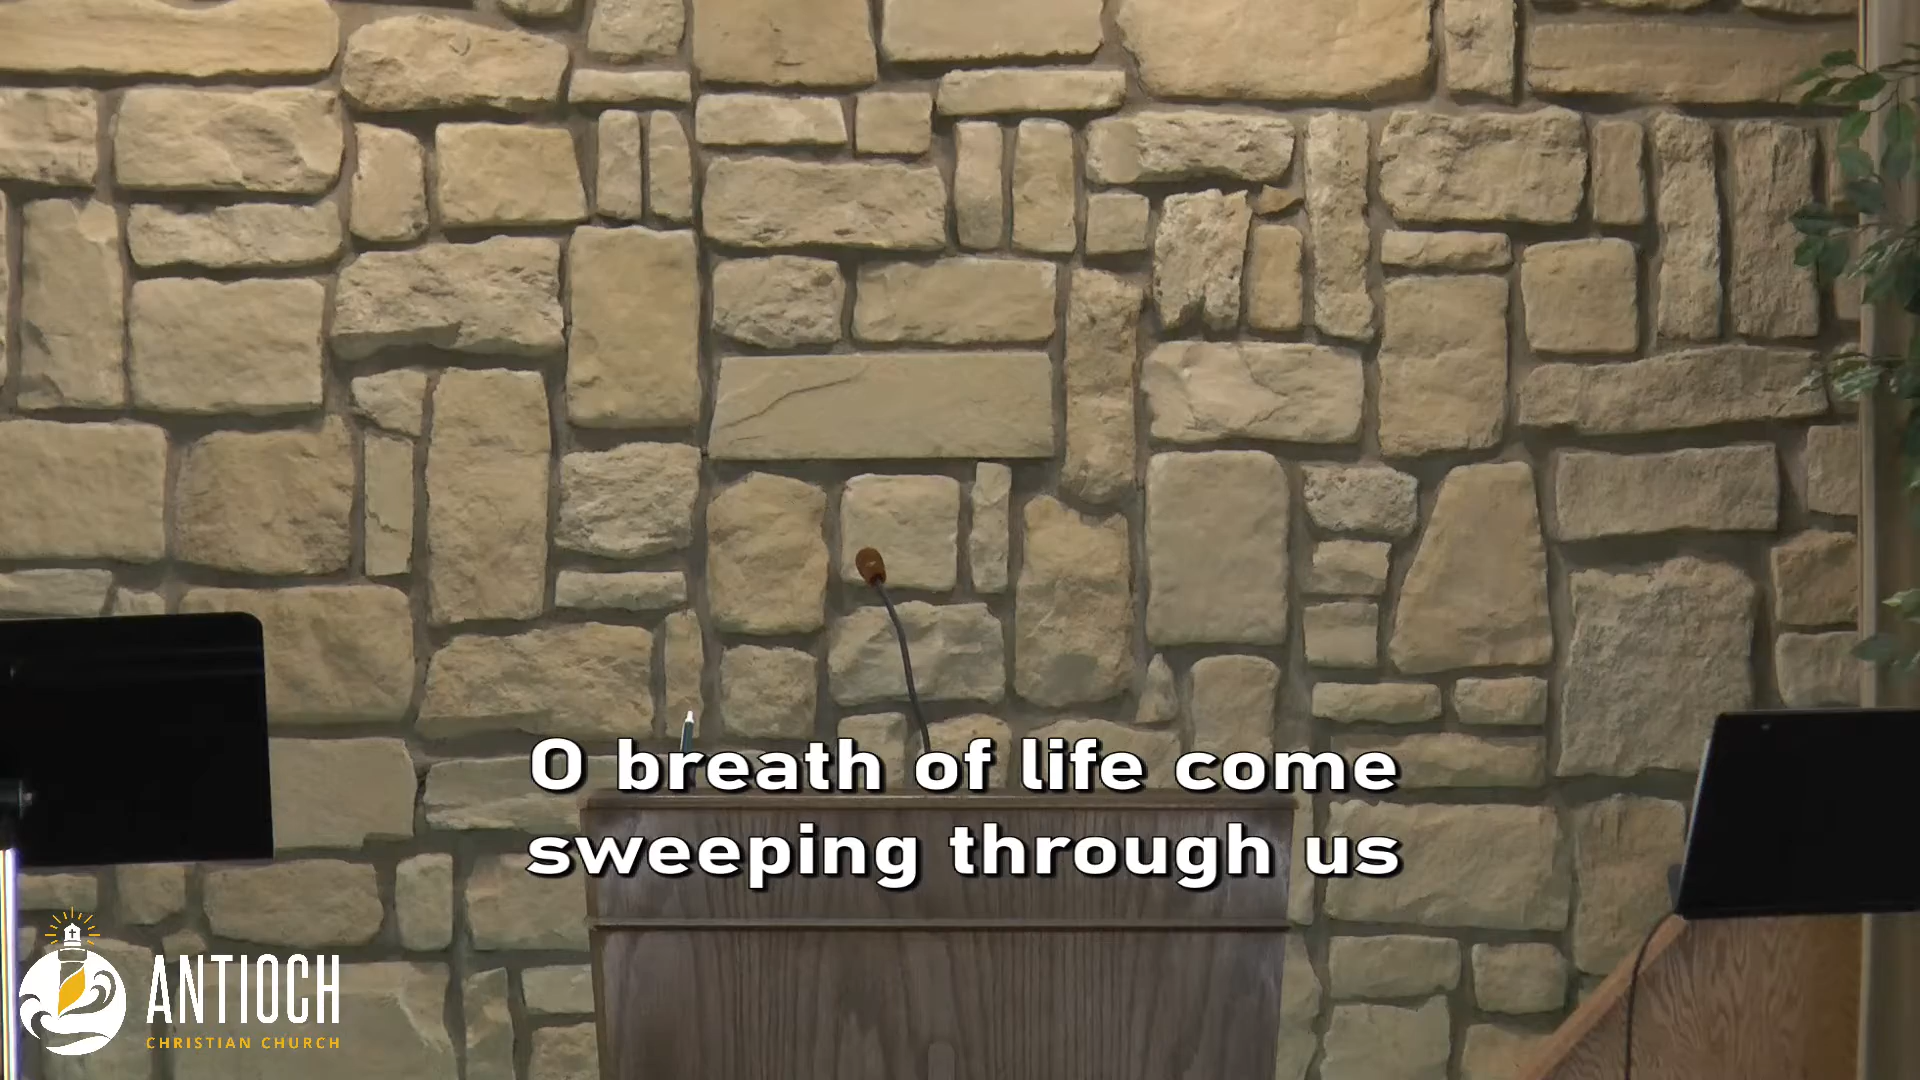 O breath of life come
sweeping through us
ANTIOCH
CHRISTIAN CHURCH